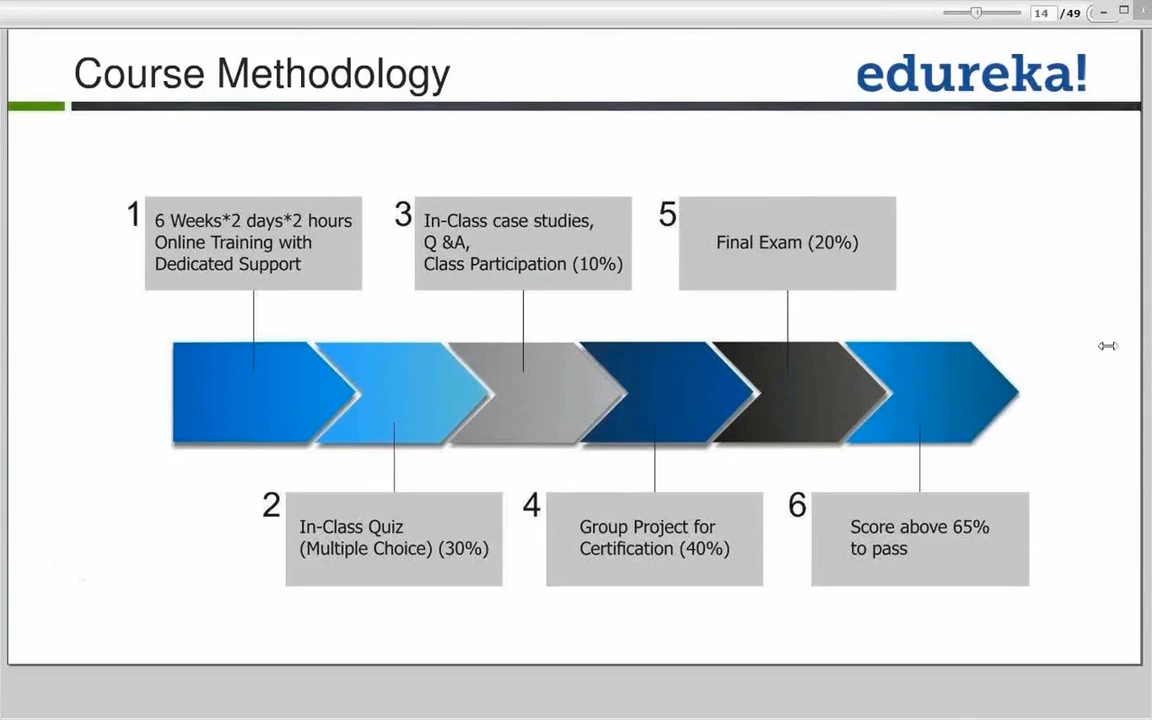 14 /49
Course Methodology
edureka!
1
6 Weeks*2 days*2 hours
Online Training with
Dedicated Support
3
In-Class case studies,
Q &A,
Class Participation (10%)
5
Final Exam (20%)
2
In-Class Quiz
(Multiple Choice) (30%)
4
Group Project for
Certification (40%)
6
Score above 65%
to pass